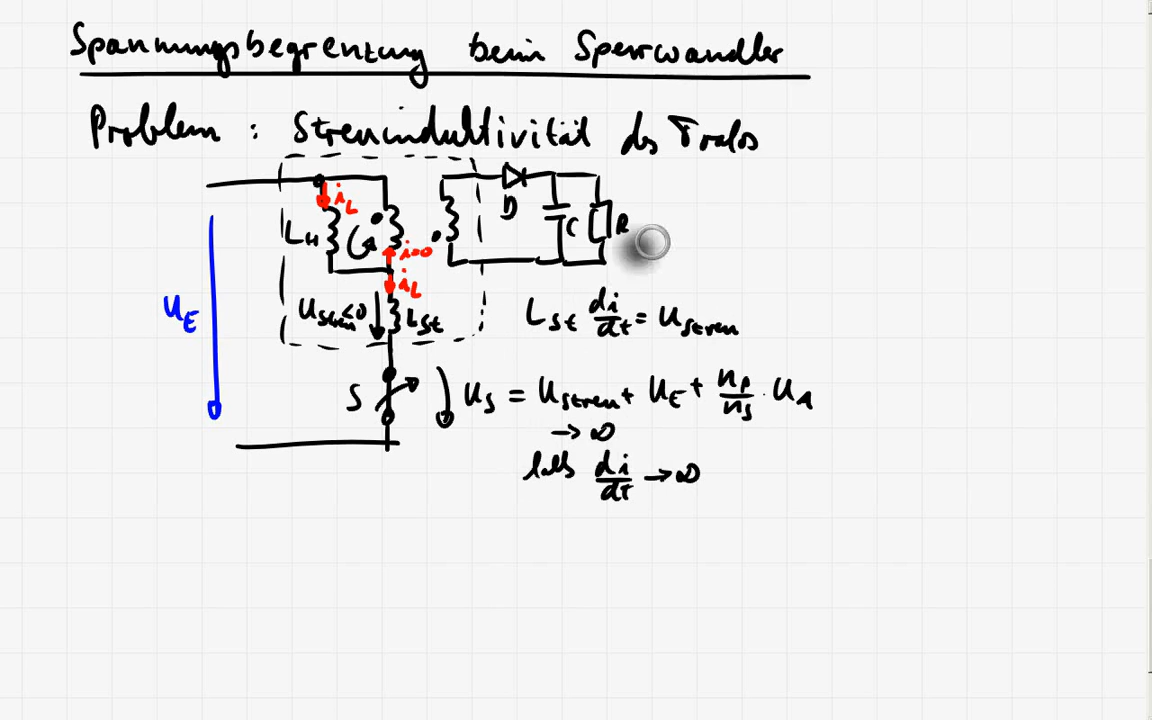 Spannungsbegrenzung beim Sperrwandler
Problem : Streuinduktivität des Trafos
i_L
D
L_H
C
R
i=0
i_L
U_E
U_Streu<0
L_St
L_St di/dt = U_Streu
S
U_S = U_Streu + U_E + n_p/n_s · U_A
→ ∞
falls di/dt → ∞